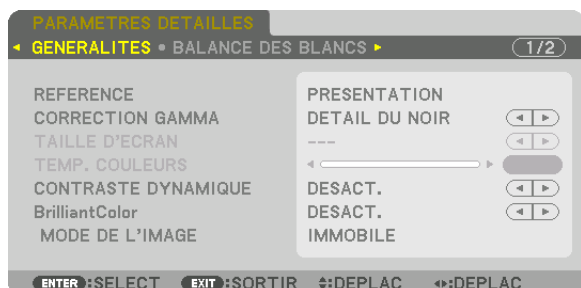 PARAMETRES DETAILLES
GENERALITES • BALANCE DES BLANCS 1/2
REFERENCE PRESENTATION
CORRECTION GAMMA DETAIL DU NOIR
TAILLE D'ECRAN ---
TEMP. COULEURS
CONTRASTE DYNAMIQUE DESACT.
BrilliantColor DESACT.
MODE DE L'IMAGE IMMOBILE
ENTER :SELECT EXIT :SORTIR :DEPLAC :DEPLAC